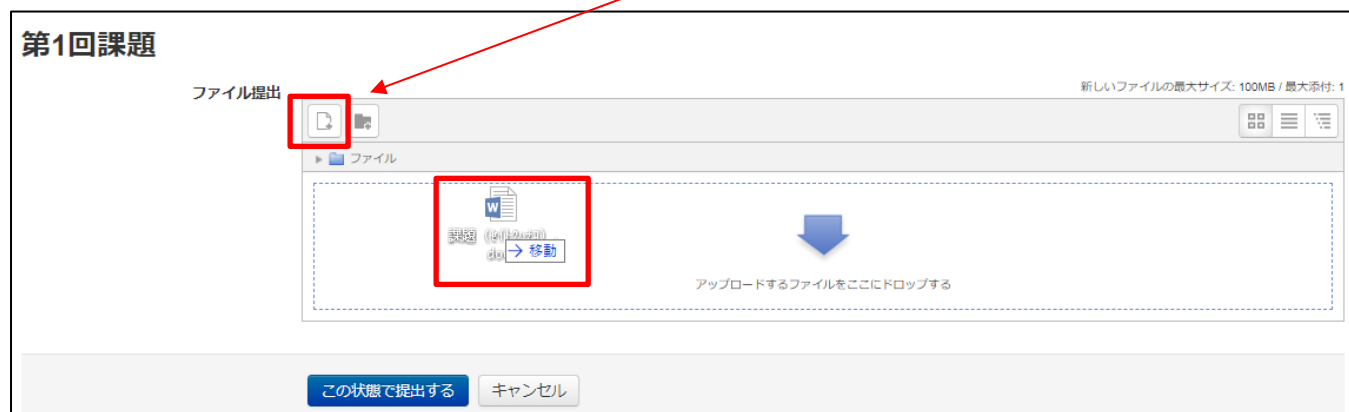 第1回課題
ファイル提出
新しいファイルの最大サイズ: 100MB / 最大添付: 1
ファイル
W
課題
→ 移動
アップロードするファイルをここにドロップする
この状態で提出する
キャンセル